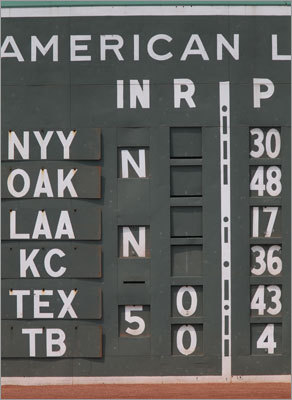 AMERICAN L
IN R P
NYY 30
N
OAK 48
LAA 17
N
KC 36
TEX 0 43
5
TB 0 4